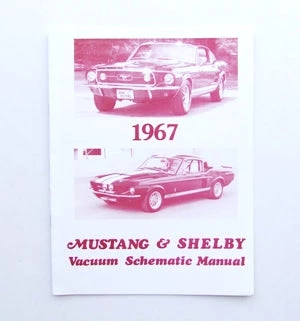 1967
MUSTANG & SHELBY
Vacuum Schematic Manual